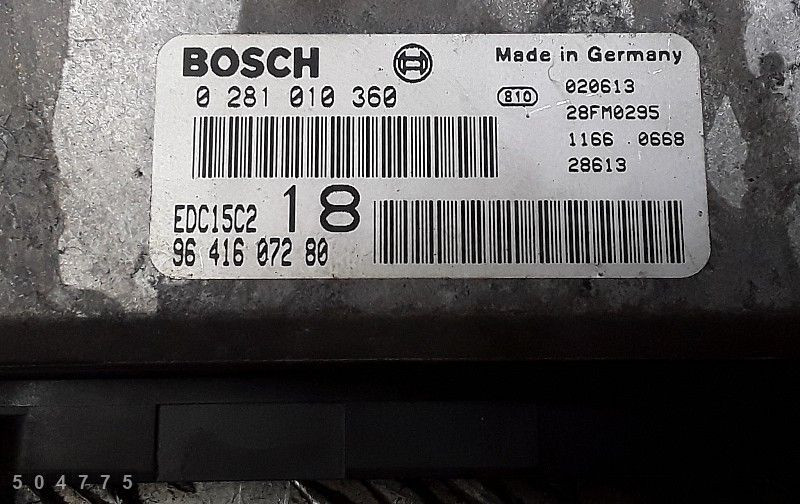 BOSCH
Made in Germany
0 281 010 360
810
020613
28FM0295
1166 0668
28613
EDC15C2 18
96 416 072 80
504775